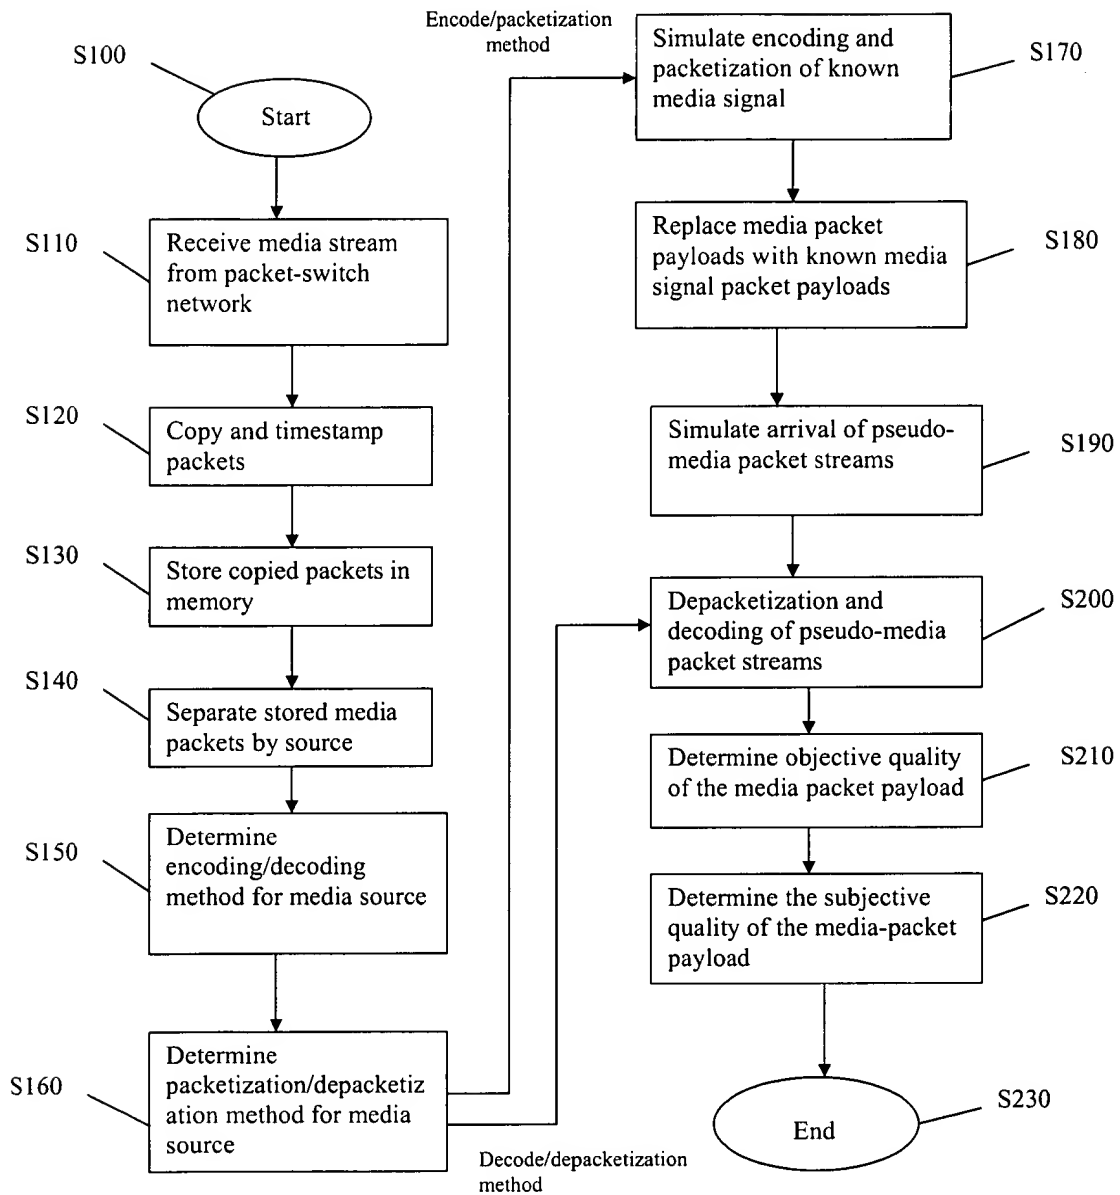 S100
Start
S110
Receive media stream
from packet-switch
network
S120
Copy and timestamp
packets
S130
Store copied packets in
memory
S140
Separate stored media
packets by source
S150
Determine
encoding/decoding
method for media source
S160
Determine
packetization/depacketiz
ation method for media
source
Encode/packetization
method
Decode/depacketization
method
Simulate encoding and
packetization of known
media signal
S170
Replace media packet
payloads with known media
signal packet payloads
S180
Simulate arrival of pseudo-
media packet streams
S190
Depacketization and
decoding of pseudo-media
packet streams
S200
Determine objective quality
of the media packet payload
S210
Determine the subjective
quality of the media-packet
payload
S220
End
S230